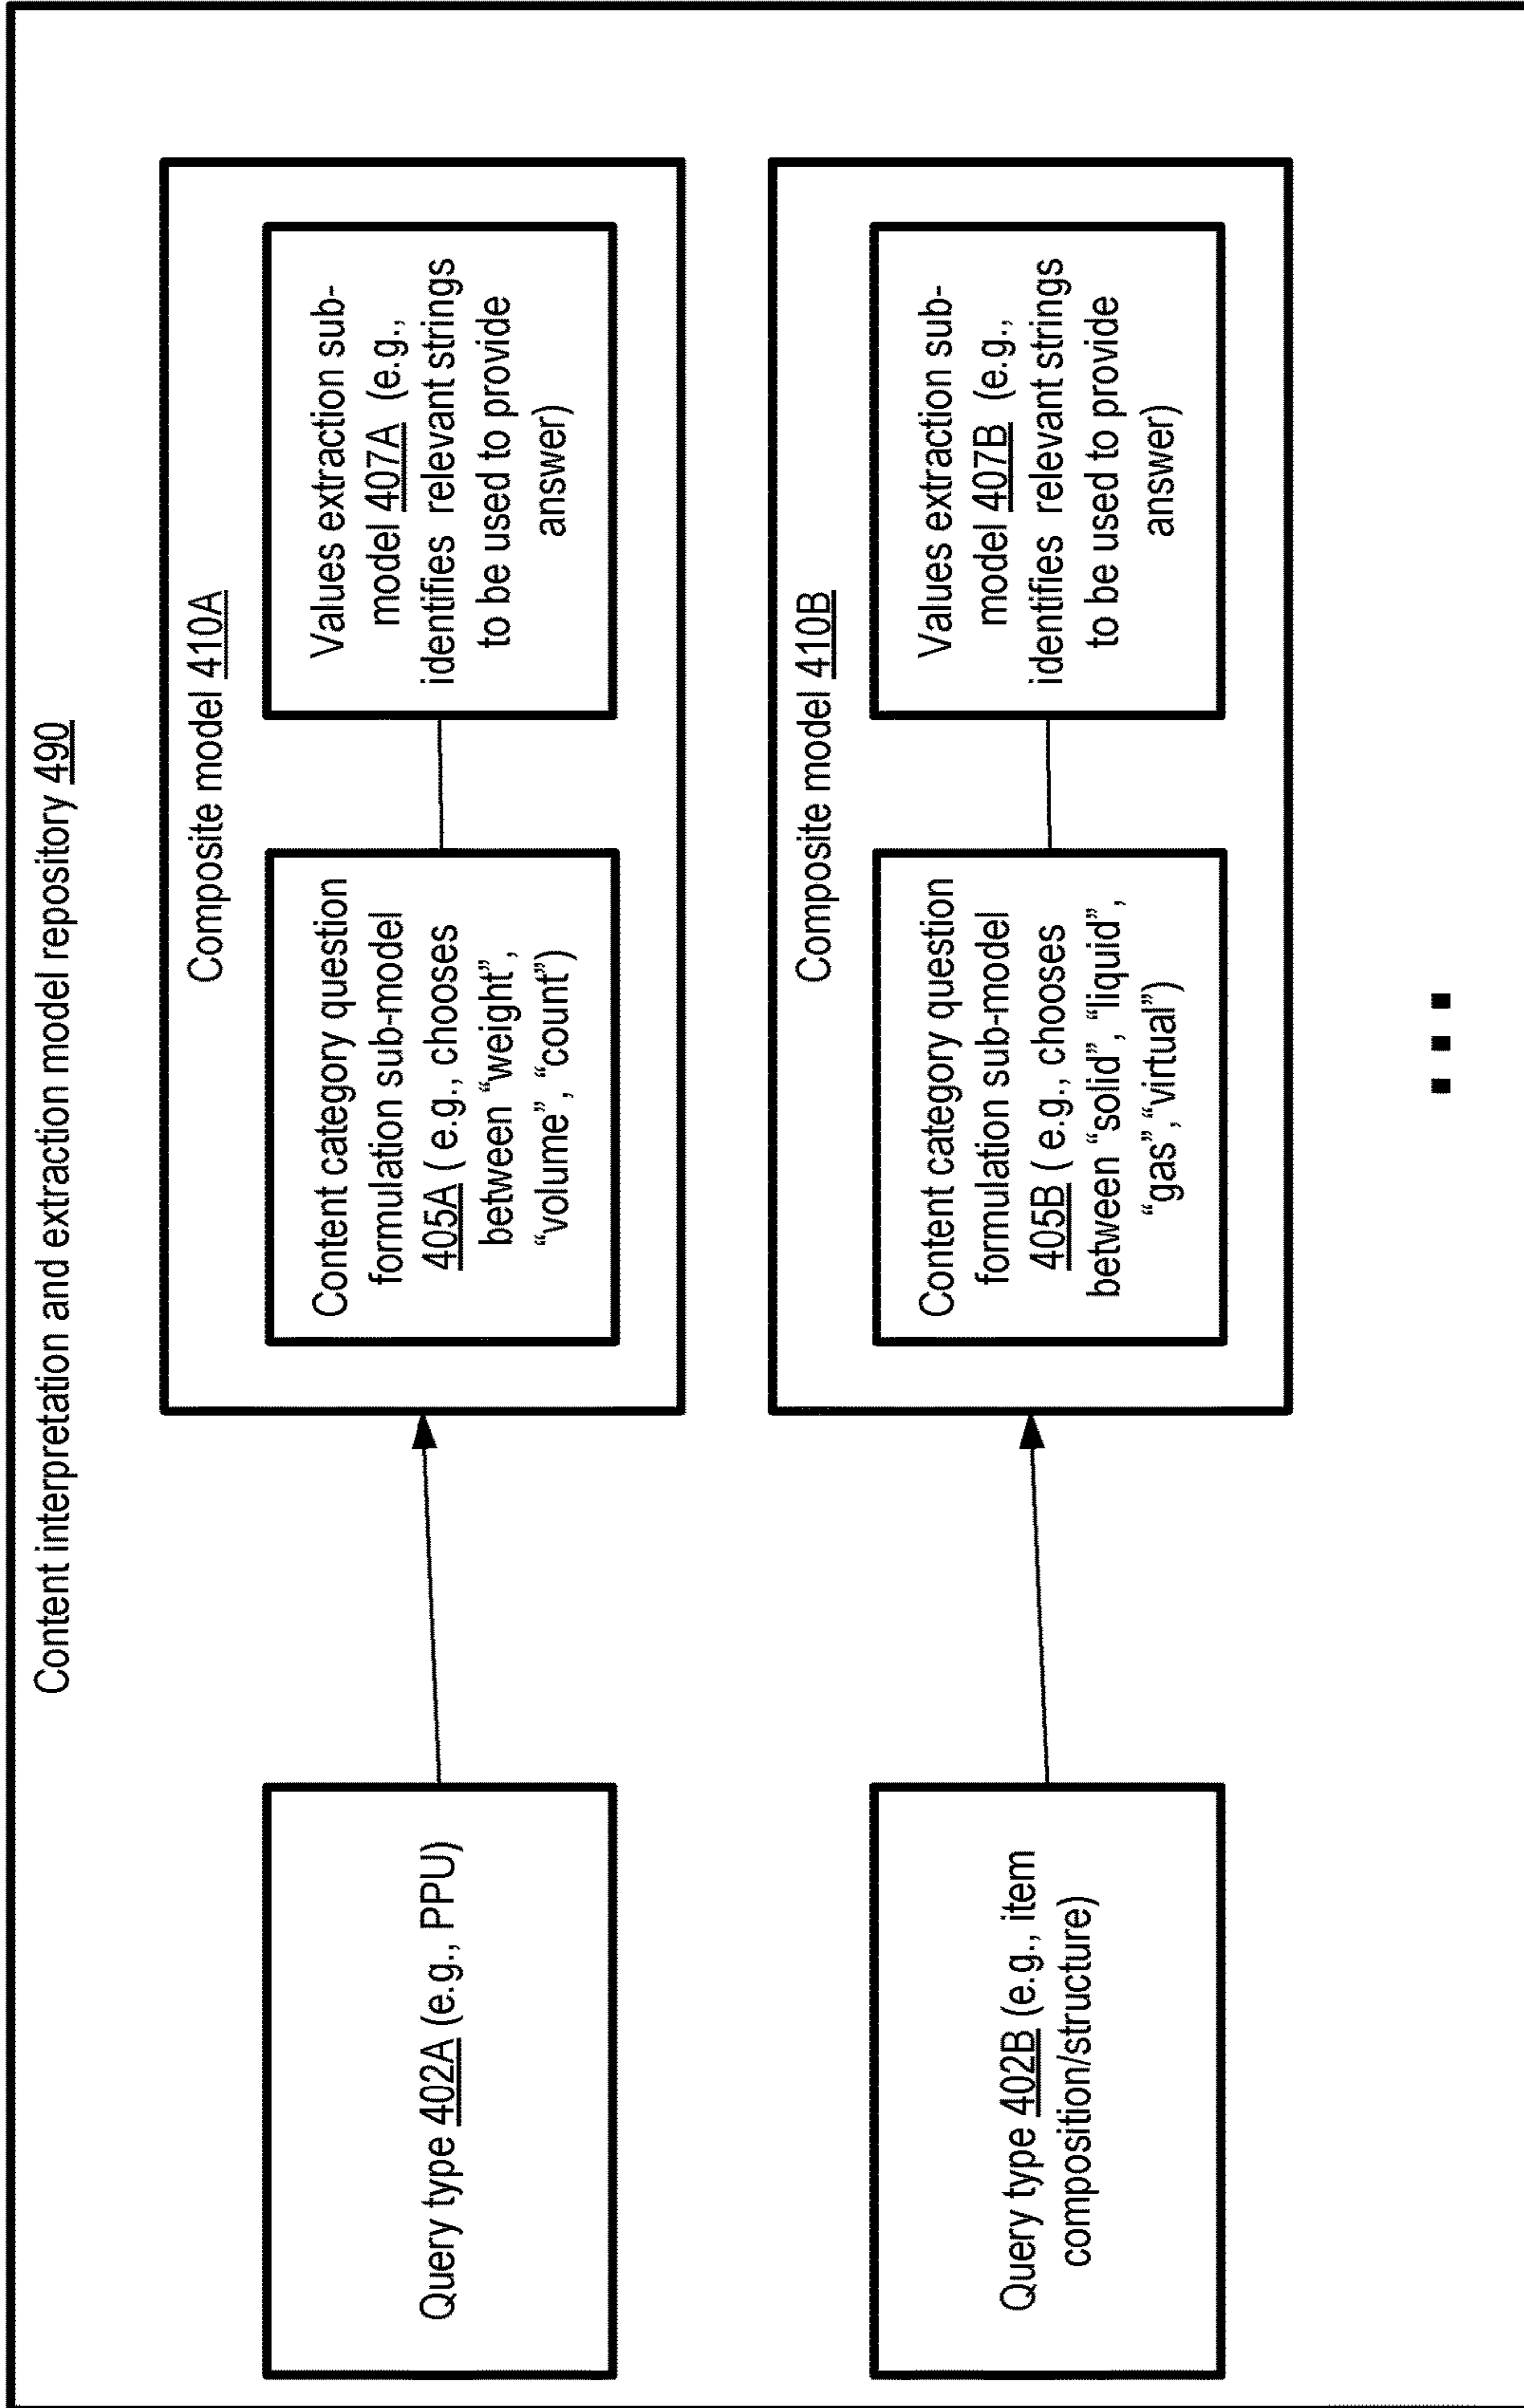 Content interpretation and extraction model repository 490
Query type 402A (e.g., PPU)
Composite model 410A
Content category question
formulation sub-model
405A ( e.g., chooses
between “weight”,
“volume”, “count”)
Values extraction sub-
model 407A (e.g.,
identifies relevant strings
to be used to provide
answer)
Query type 402B (e.g., item
composition/structure)
Composite model 410B
Content category question
formulation sub-model
405B ( e.g., chooses
between “solid”, “liquid”,
“gas”,“virtual”)
Values extraction sub-
model 407B (e.g.,
identifies relevant strings
to be used to provide
answer)